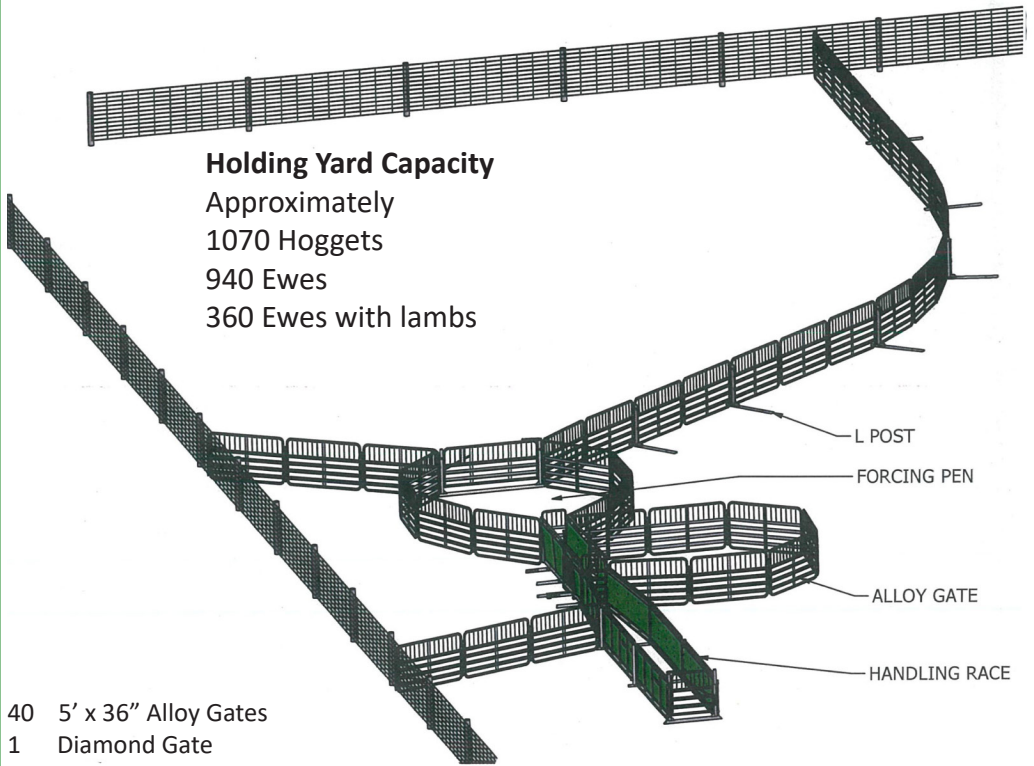 Holding Yard Capacity
Approximately
1070 Hoggets
940 Ewes
360 Ewes with lambs
L POST
FORCING PEN
ALLOY GATE
HANDLING RACE
40 5’ x 36” Alloy Gates
1 Diamond Gate